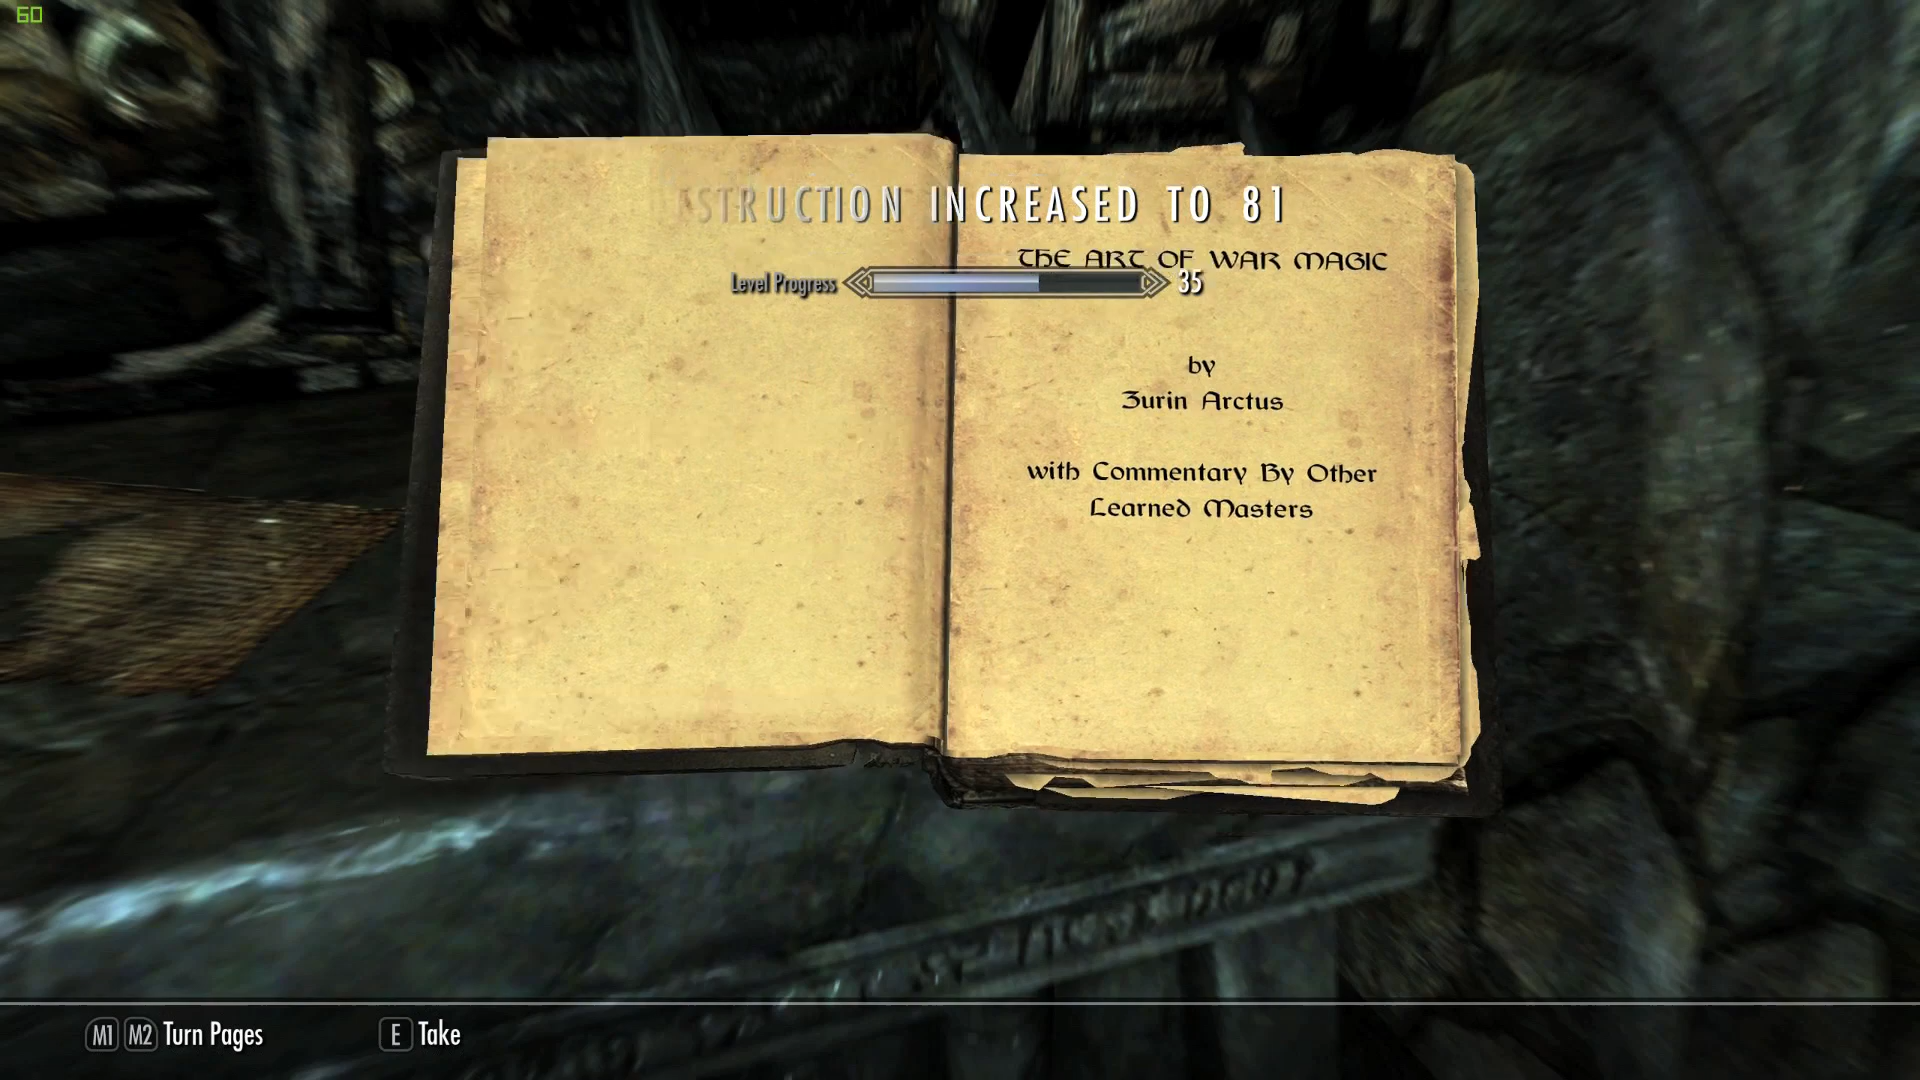 60
STRUCTION INCREASED TO 81
THE ART OF WAR MAGIC
Level Progress 35
by
Zurin Arctus
with Commentary By Other
Learned Masters
M1 M2 Turn Pages
E Take